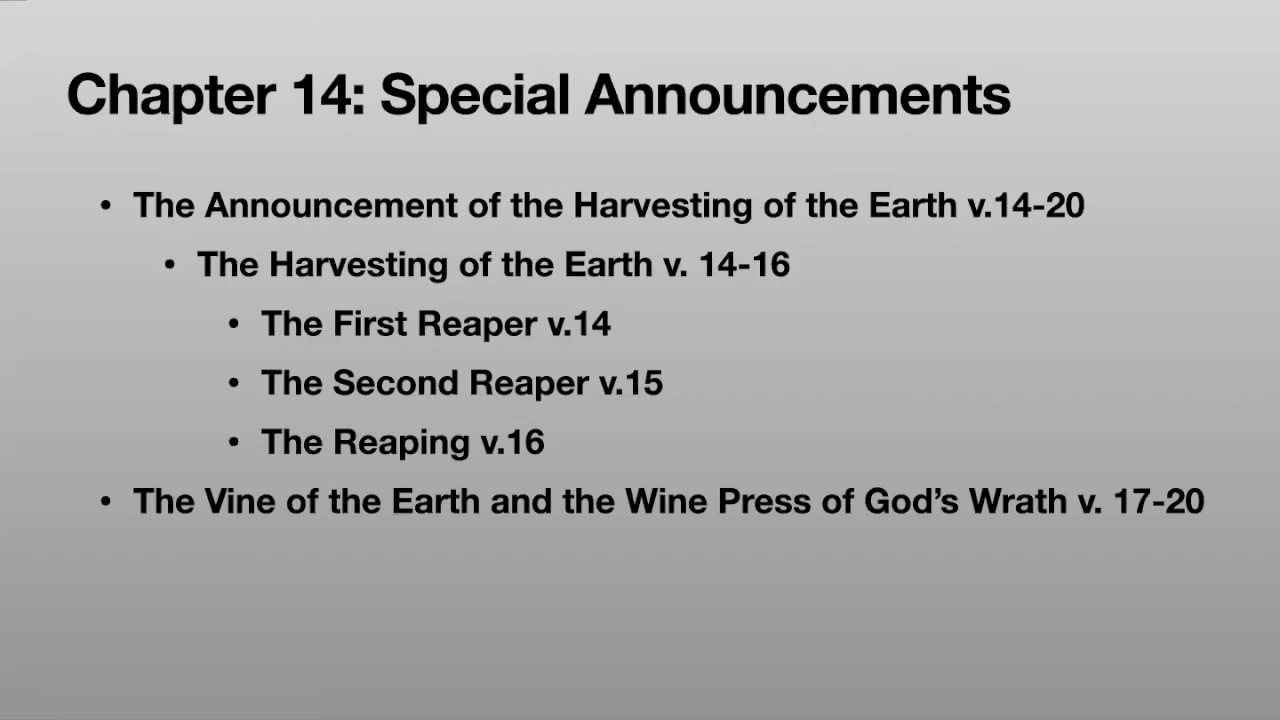 Chapter 14: Special Announcements
• The Announcement of the Harvesting of the Earth v.14-20
• The Harvesting of the Earth v. 14-16
• The First Reaper v.14
• The Second Reaper v.15
• The Reaping v.16
• The Vine of the Earth and the Wine Press of God’s Wrath v. 17-20